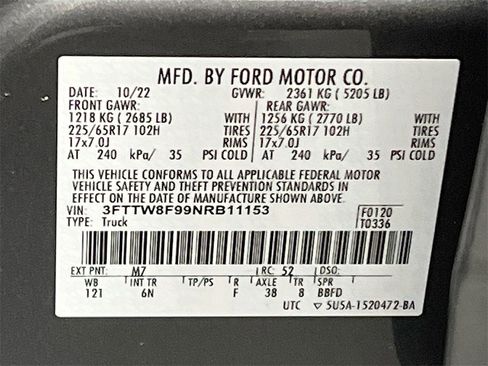 MFD. BY FORD MOTOR CO.
DATE: 10/22 GVWR: 2361 KG ( 5205 LB)
FRONT GAWR: REAR GAWR:
1218 KG ( 2685 LB) WITH 1256 KG ( 2770 LB) WITH
225/65R17 102H TIRES 225/65R17 102H TIRES
17x7.0J RIMS 17x7.0J RIMS
AT 240 kPa/ 35 PSI COLD AT 240 kPa/ 35 PSI COLD
THIS VEHICLE CONFORMS TO ALL APPLICABLE FEDERAL MOTOR
VEHICLE SAFETY AND THEFT PREVENTION STANDARDS IN
EFFECT ON THE DATE OF MANUFACTURE SHOWN ABOVE.
VIN: 3FTTW8F99NRB11153 F0120
TYPE: Truck T0336
EXT PNT: M7 RC: 52 DSO:
WB INT TR TP/PS R AXLE TR SPR
121 6N F 38 8 BBFD
UTC ▽ 5U5A-1520472-BA